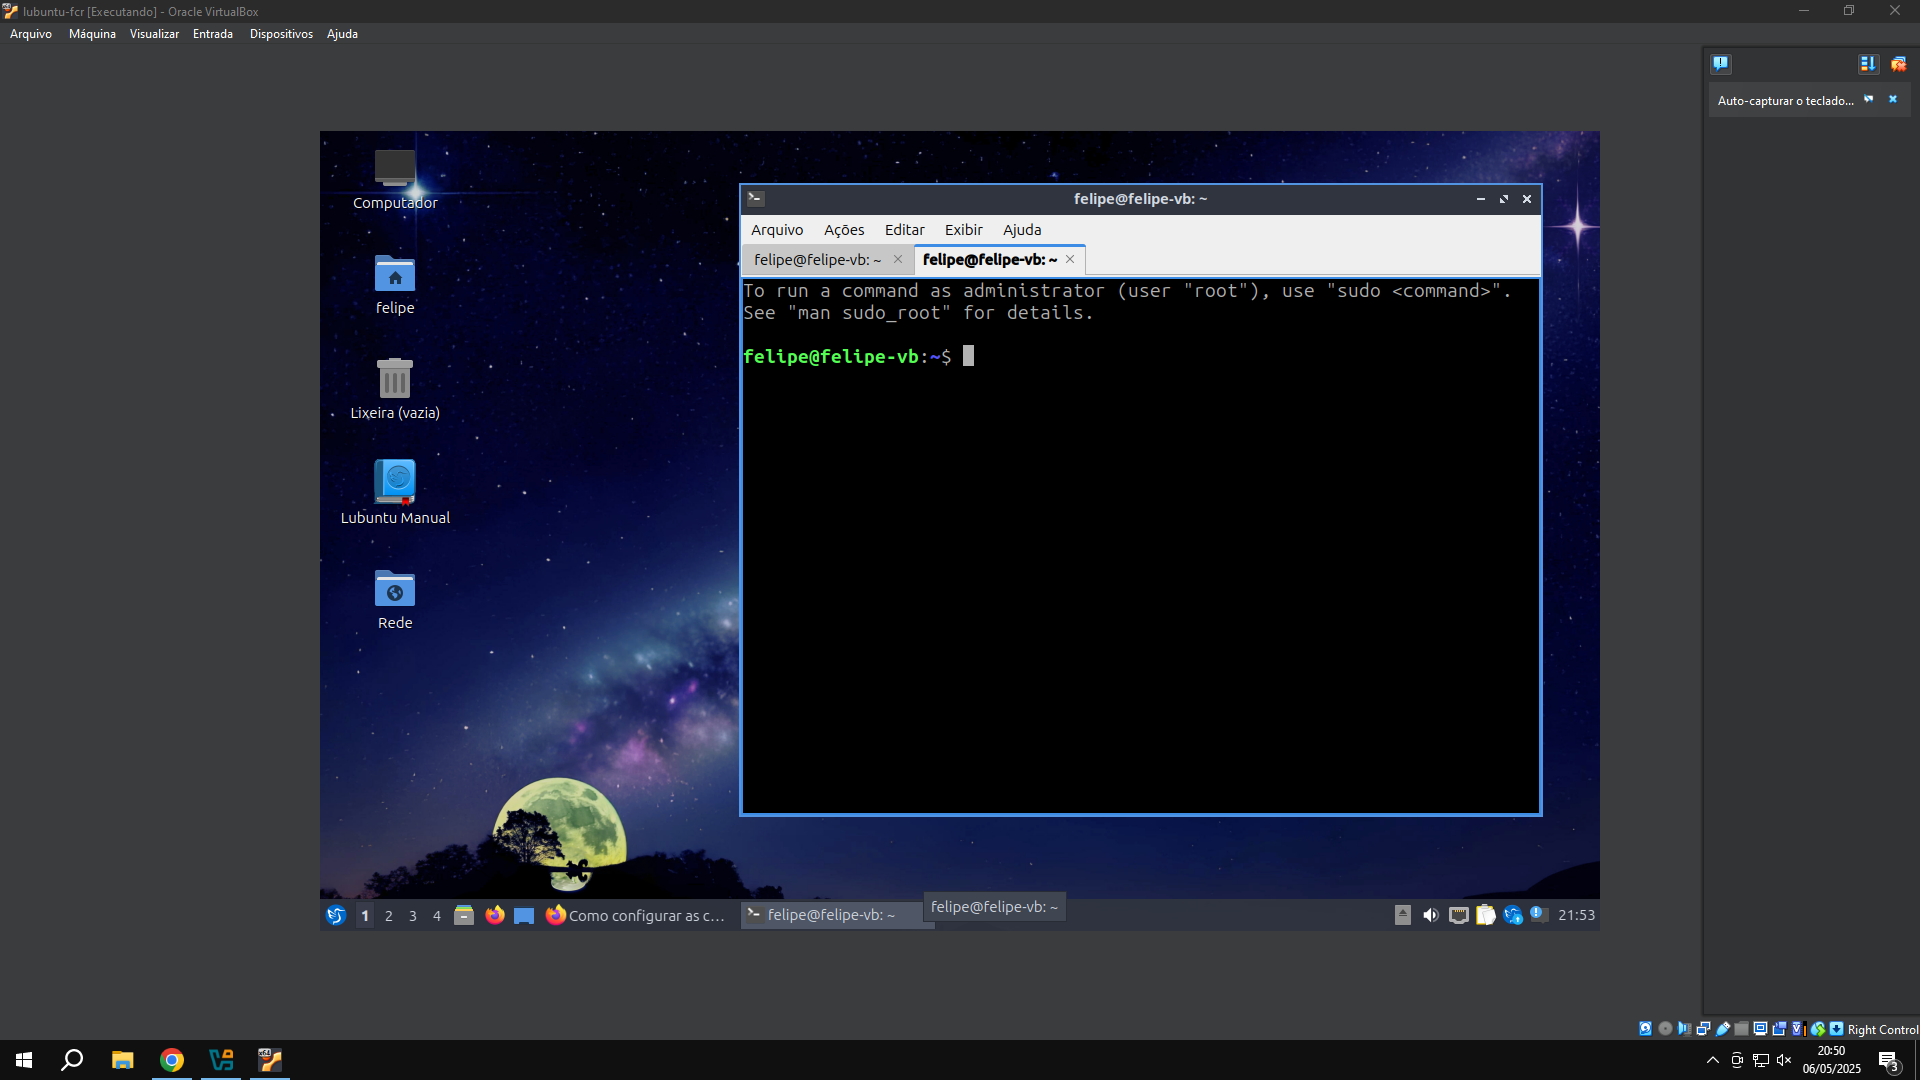 lubuntu-fcr [Executando] - Oracle VirtualBox
Arquivo Máquina Visualizar Entrada Dispositivos Ajuda
Auto-capturar o teclado...
Computador
felipe
Lixeira (vazia)
Lubuntu Manual
Rede
felipe@felipe-vb: ~
Arquivo Ações Editar Exibir Ajuda
felipe@felipe-vb: ~ felipe@felipe-vb: ~
To run a command as administrator (user "root"), use "sudo <command>".
See "man sudo_root" for details.
felipe@felipe-vb:~$
1 2 3 4 Como configurar as c... felipe@felipe-vb: ~ felipe@felipe-vb: ~ 21:53
Right Control
x64
20:50
06/05/2025
3